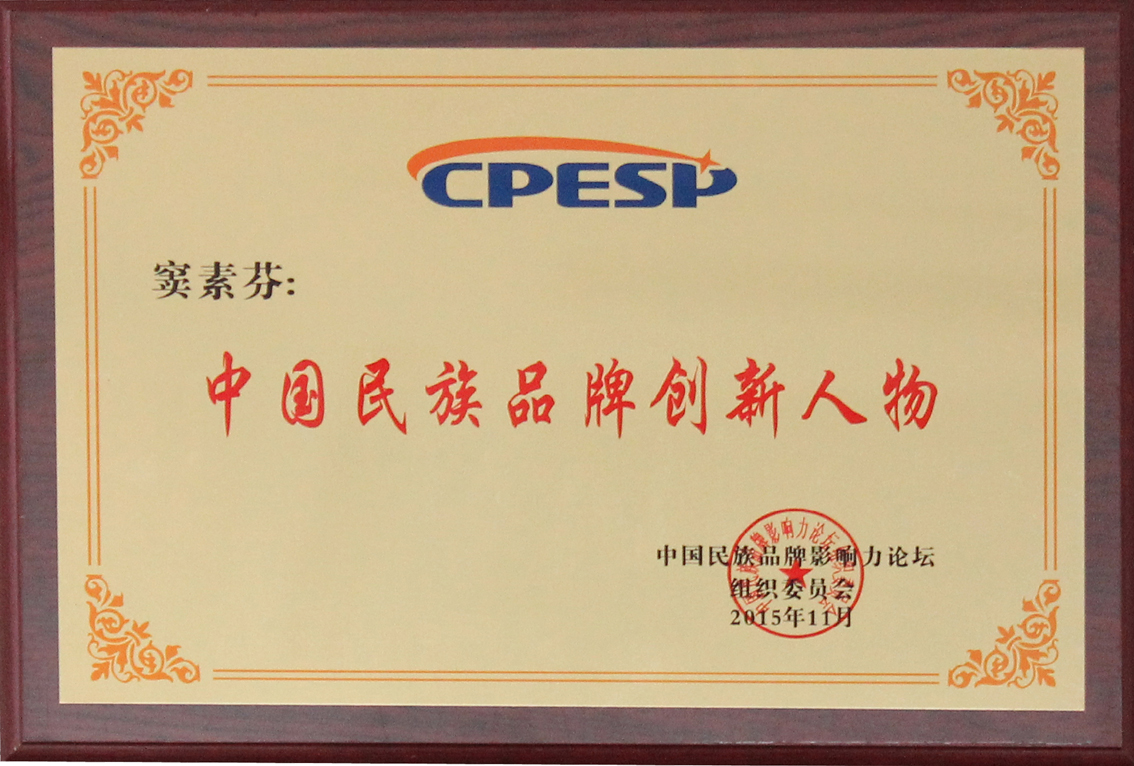 CPESP
窦素芬:
中国民族品牌创新人物
中国民族品牌影响力论坛
组织委员会
2015年11月